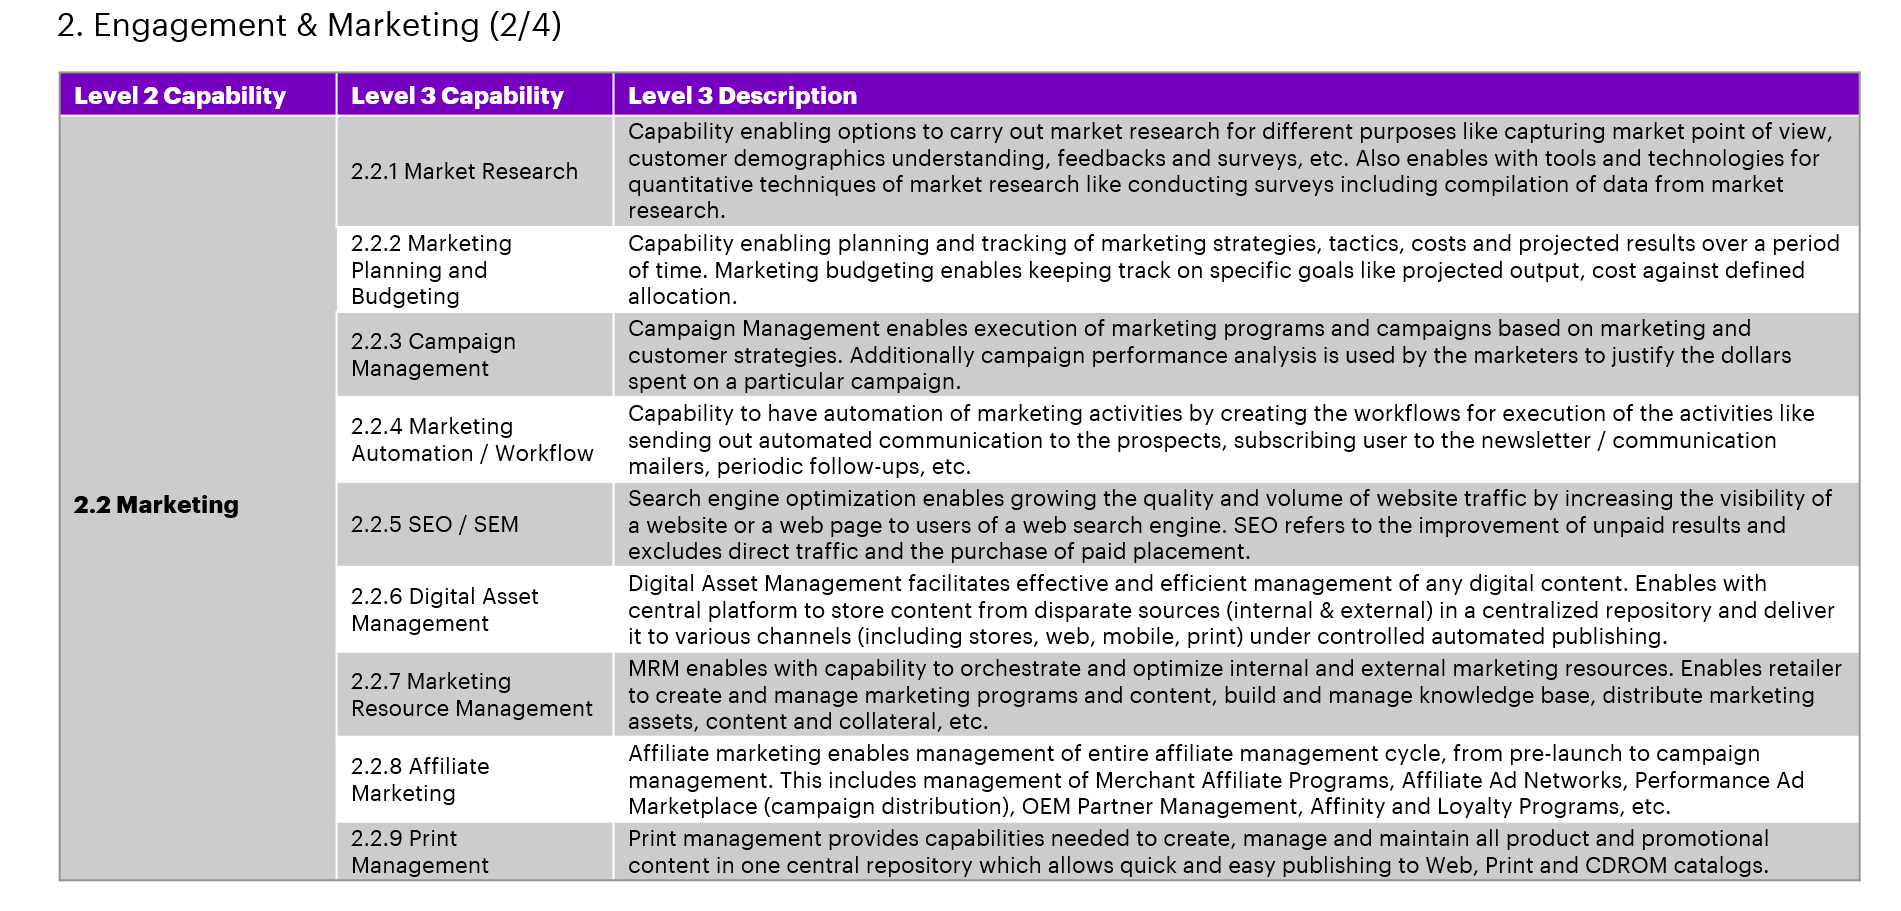 2. Engagement & Marketing (2/4)
Level 2 Capability
Level 3 Capability
Level 3 Description
2.2 Marketing
2.2.1 Market Research
Capability enabling options to carry out market research for different purposes like capturing market point of view,
customer demographics understanding, feedbacks and surveys, etc. Also enables with tools and technologies for
quantitative techniques of market research like conducting surveys including compilation of data from market
research.
2.2.2 Marketing
Planning and
Budgeting
Capability enabling planning and tracking of marketing strategies, tactics, costs and projected results over a period
of time. Marketing budgeting enables keeping track on specific goals like projected output, cost against defined
allocation.
2.2.3 Campaign
Management
Campaign Management enables execution of marketing programs and campaigns based on marketing and
customer strategies. Additionally campaign performance analysis is used by the marketers to justify the dollars
spent on a particular campaign.
2.2.4 Marketing
Automation / Workflow
Capability to have automation of marketing activities by creating the workflows for execution of the activities like
sending out automated communication to the prospects, subscribing user to the newsletter / communication
mailers, periodic follow-ups, etc.
2.2.5 SEO / SEM
Search engine optimization enables growing the quality and volume of website traffic by increasing the visibility of
a website or a web page to users of a web search engine. SEO refers to the improvement of unpaid results and
excludes direct traffic and the purchase of paid placement.
2.2.6 Digital Asset
Management
Digital Asset Management facilitates effective and efficient management of any digital content. Enables with
central platform to store content from disparate sources (internal & external) in a centralized repository and deliver
it to various channels (including stores, web, mobile, print) under controlled automated publishing.
2.2.7 Marketing
Resource Management
MRM enables with capability to orchestrate and optimize internal and external marketing resources. Enables retailer
to create and manage marketing programs and content, build and manage knowledge base, distribute marketing
assets, content and collateral, etc.
2.2.8 Affiliate
Marketing
Affiliate marketing enables management of entire affiliate management cycle, from pre-launch to campaign
management. This includes management of Merchant Affiliate Programs, Affiliate Ad Networks, Performance Ad
Marketplace (campaign distribution), OEM Partner Management, Affinity and Loyalty Programs, etc.
2.2.9 Print
Management
Print management provides capabilities needed to create, manage and maintain all product and promotional
content in one central repository which allows quick and easy publishing to Web, Print and CDROM catalogs.